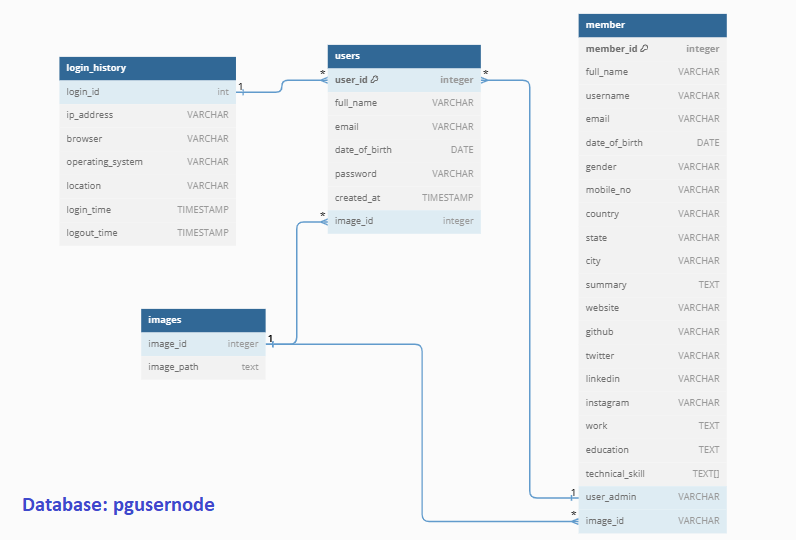 login_history
login_id int
ip_address VARCHAR
browser VARCHAR
operating_system VARCHAR
location VARCHAR
login_time TIMESTAMP
logout_time TIMESTAMP
1
*
users
user_id integer
full_name VARCHAR
email VARCHAR
date_of_birth DATE
password VARCHAR
created_at TIMESTAMP
image_id integer
*
*
images
image_id integer
image_path text
1
member
member_id integer
full_name VARCHAR
username VARCHAR
email VARCHAR
date_of_birth DATE
gender VARCHAR
mobile_no VARCHAR
country VARCHAR
state VARCHAR
city VARCHAR
summary TEXT
website VARCHAR
github VARCHAR
twitter VARCHAR
linkedin VARCHAR
instagram VARCHAR
work TEXT
education TEXT
technical_skill TEXT[]
user_admin VARCHAR
image_id VARCHAR
1
*
Database: pgusernode